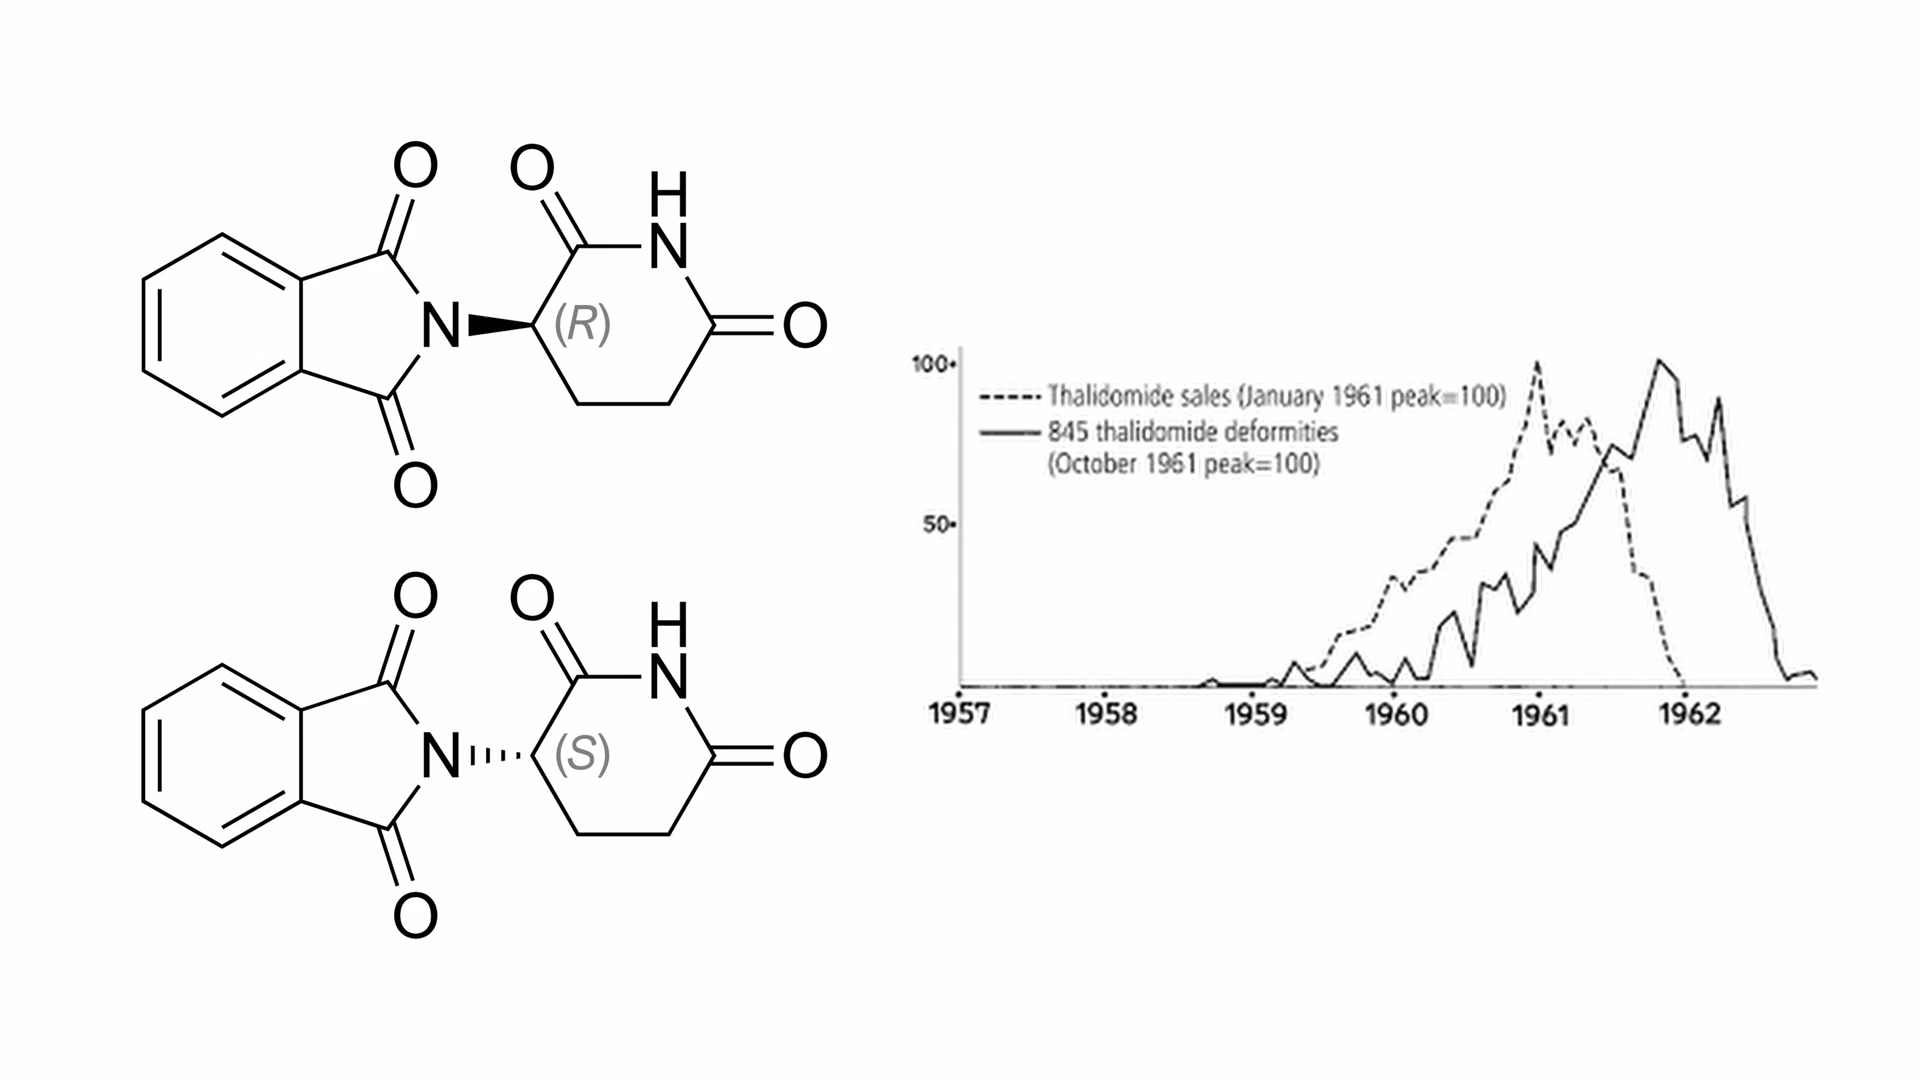 O
O
H
N
N
(R)
O
O
O
O
H
N
N
(S)
O
O
100
Thalidomide sales (January 1961 peak=100)
845 thalidomide deformities
(October 1961 peak=100)
50
1957 1958 1959 1960 1961 1962